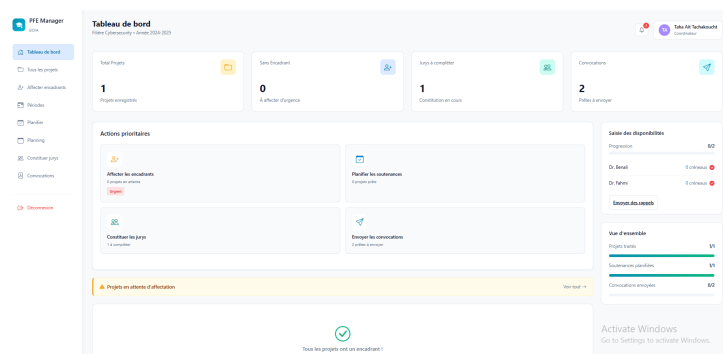 PFE Manager
Tableau de bord
Filière Cybersecurity • Année 2024-2025
TA
Taha Ait Tachakoucht
Coordinateur
Tableau de bord
Tous les projets
Affecter encadrants
Périodes
Planifier
Planning
Constituer jurys
Convocations
Déconnexion
Total Projets
1
Projets enregistrés
Sans Encadrant
0
À affecter d'urgence
Jurys à compléter
1
Constitution en cours
Convocations
2
Prêtes à envoyer
Actions prioritaires
Affecter les encadrants
0 projets en attente
Urgent
Planifier les soutenances
0 projets prêts
Constituer les jurys
1 à compléter
Envoyer les convocations
2 prêtes à envoyer
Saisie des disponibilités
Progression 0/2
Dr. Benali 0 créneaux
Dr. Fahmi 0 créneaux
Envoyer des rappels
Vue d'ensemble
Projets traités 1/1
Soutenances planifiées 1/1
Convocations envoyées 0/2
Projets en attente d'affectation
Voir tout →
Tous les projets ont un encadrant !
Activate Windows
Go to Settings to activate Windows.